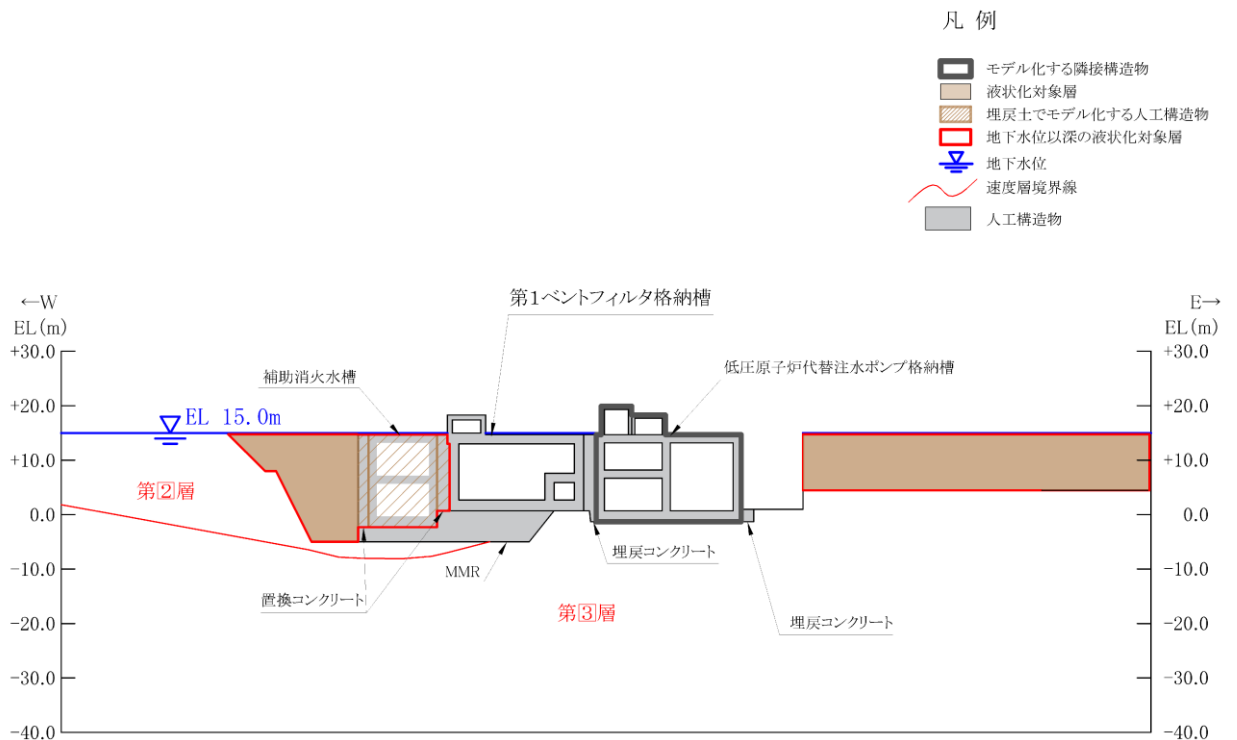 凡 例
モデル化する隣接構造物
液状化対象層
埋戻土でモデル化する人工構造物
地下水位以深の液状化対象層
地下水位
速度層境界線
人工構造物
←W
EL(m)
E→
EL(m)
第1ベントフィルタ格納槽
補助消火水槽
低圧原子炉代替注水ポンプ格納槽
EL 15.0m
+30.0
+20.0
+10.0
0.0
-10.0
-20.0
-30.0
-40.0
第②層
第③層
置換コンクリート
MMR
埋戻コンクリート
埋戻コンクリート
+30.0
+20.0
+10.0
0.0
-10.0
-20.0
-30.0
-40.0